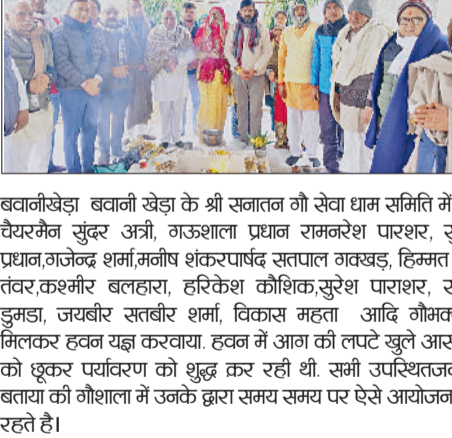 बवानीखेड़ा बवानी खेड़ा के श्री सनातन गौ सेवा धाम समिति में
चैयरमैन सुंदर अत्री, गऊशाला प्रधान रामनरेश पारशर,
प्रधान,गजेन्द्र शर्मा,मनीष शंकरपार्षद सतपाल गक्खड़, हिम्मत
तंवर,कश्मीर बलहारा, हरिकेश कौशिक,सुरेश पाराशर,
डुमडा, जयबीर सतबीर शर्मा, विकास महता आदि गौभक
मिलकर हवन यज्ञ करवाया. हवन में आग की लपटे खुले आस
को छूकर पर्यावरण को शुद्ध क़र रही थी. सभी उपस्थितजन
बताया की गौशाला में उनके द्वारा समय समय पर ऐसे आयोजन
रहते है।